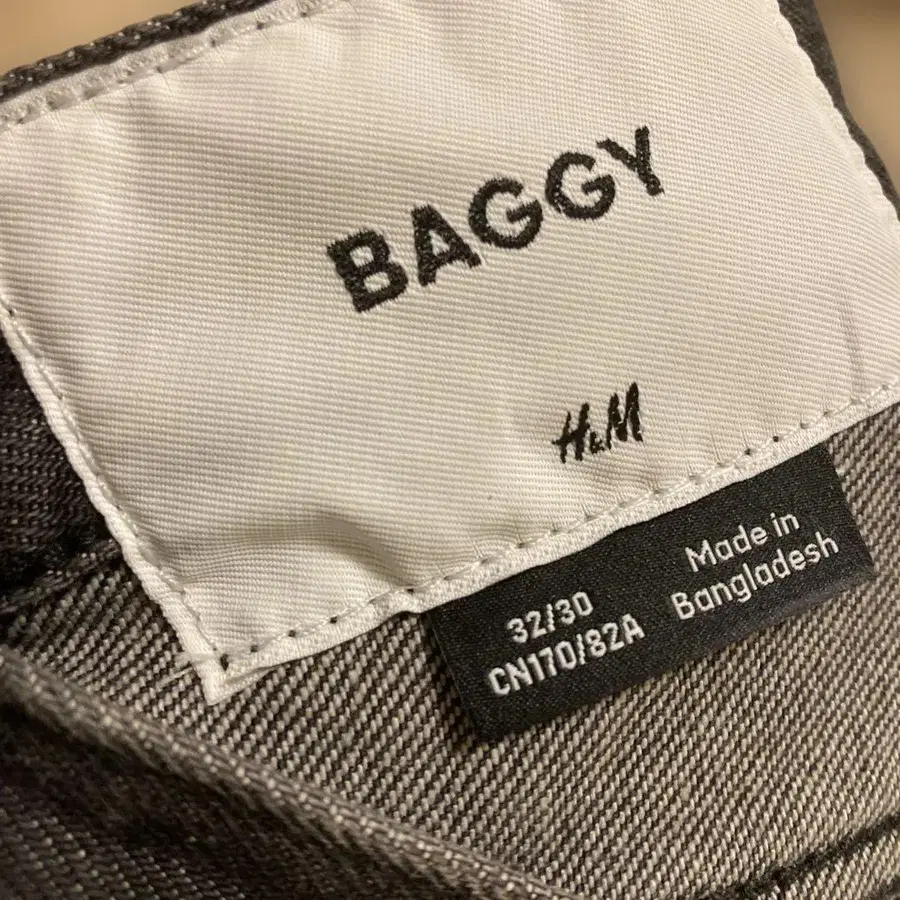 BAGGY
H&M
32/30
CN170/82A
Made in
Bangladesh